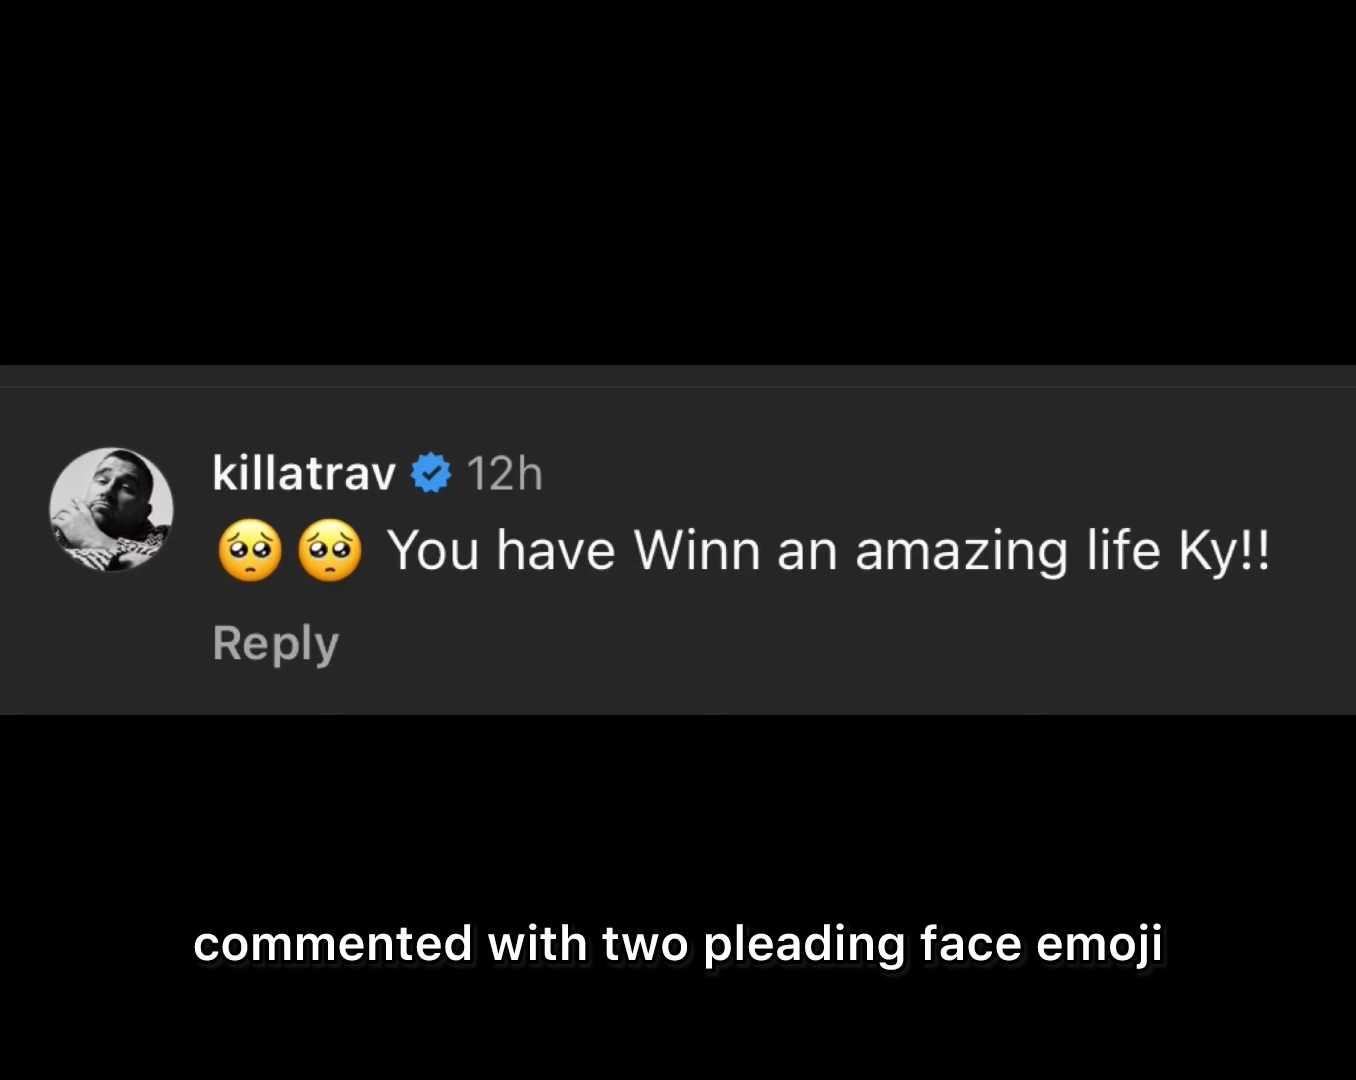 killatrav 12h
🥺🥺 You have Winn an amazing life Ky!!
Reply
commented with two pleading face emoji